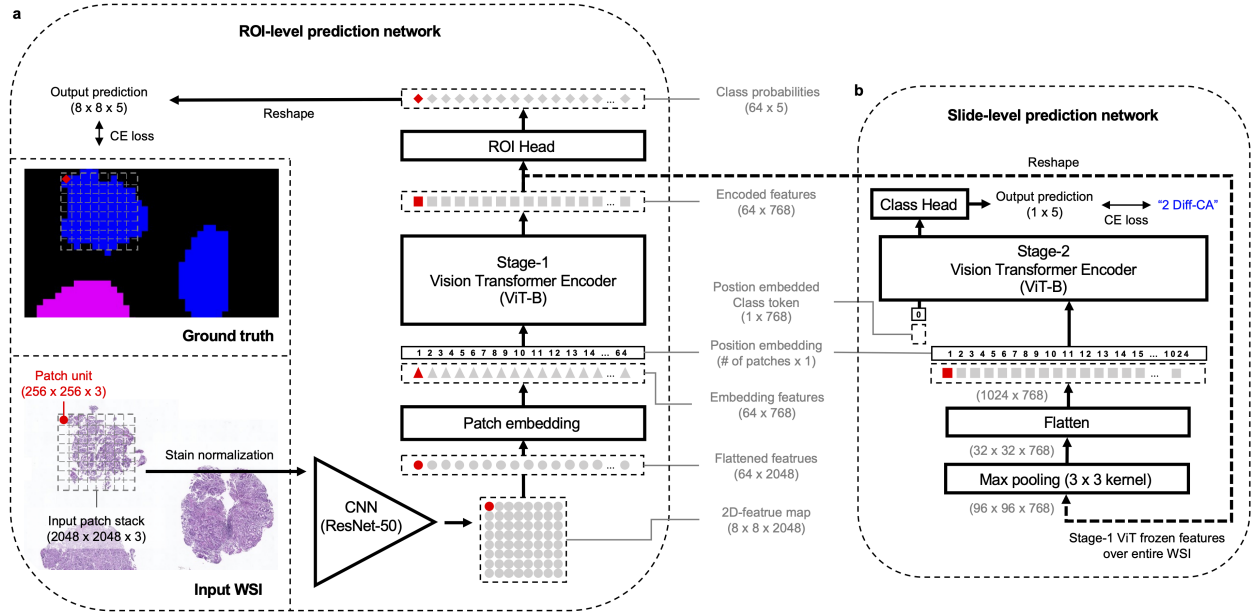 a
ROI-level prediction network
Output prediction
(8 x 8 x 5)
Reshape
CE loss
Class probabilities
(64 x 5)
...
ROI Head
Encoded features
(64 x 768)
...
Stage-1
Vision Transformer Encoder
(ViT-B)
Ground truth
1 2 3 4 5 6 7 8 9 10 11 12 13 14 ... 64
Position embedding
(# of patches x 1)
...
Embedding features
(64 x 768)
Patch embedding
Patch unit
(256 x 256 x 3)
Stain normalization
...
Flattened featrues
(64 x 2048)
CNN
(ResNet-50)
2D-featrue map
(8 x 8 x 2048)
Input patch stack
(2048 x 2048 x 3)
Input WSI
b
Slide-level prediction network
Reshape
Class Head
Output prediction
(1 x 5)
CE loss
“2 Diff-CA”
Stage-2
Vision Transformer Encoder
(ViT-B)
Postion embedded
Class token
(1 x 768)
0
1 2 3 4 5 6 7 8 9 10 11 12 13 14 15 ... 1024
...
(1024 x 768)
Flatten
(32 x 32 x 768)
Max pooling (3 x 3 kernel)
(96 x 96 x 768)
Stage-1 ViT frozen features
over entire WSI